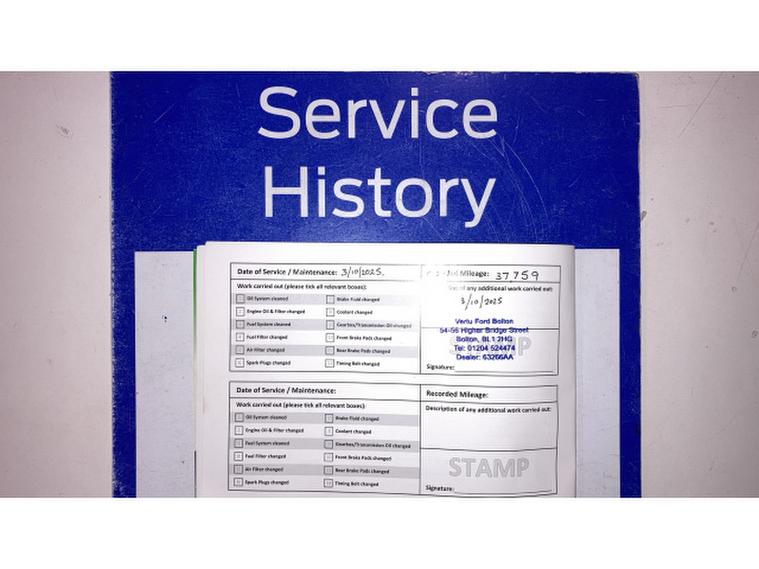 Service
History
Date of Service / Maintenance: 3/10/2025.
Mileage: 37759
Work carried out (please tick all relevant boxes):
of any additional work carried out:
Oil System cleaned
Brake Fluid changed
3/10/2025
Engine Oil & Filter changed
Coolant changed
Fuel System cleaned
Gearbox/Transmission Oil changed
Fuel Filter changed
Front Brake Pads changed
Air Filter changed
Rear Brake Pads changed
Spark Plugs changed
Timing Belt changed
Vertu Ford Bolton
54-56 Higher Bridge Street
Bolton, BL1 2HG
Tel: 01204 524474
Dealer: 63266AA
STAMP
Signature:
Date of Service / Maintenance:
Recorded Mileage:
Work carried out (please tick all relevant boxes):
Description of any additional work carried out:
Oil System cleaned
Brake Fluid changed
Engine Oil & Filter changed
Coolant changed
Fuel System cleaned
Gearbox/Transmission Oil changed
Fuel Filter changed
Front Brake Pads changed
Air Filter changed
Rear Brake Pads changed
Spark Plugs changed
Timing Belt changed
STAMP
Signature: